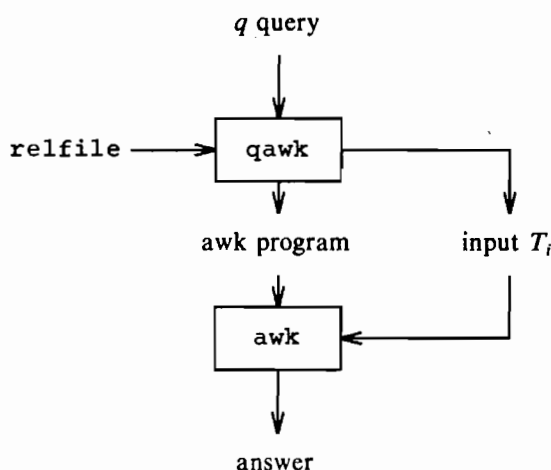 q query
relfile
qawk
awk program
input Tᵢ
awk
answer